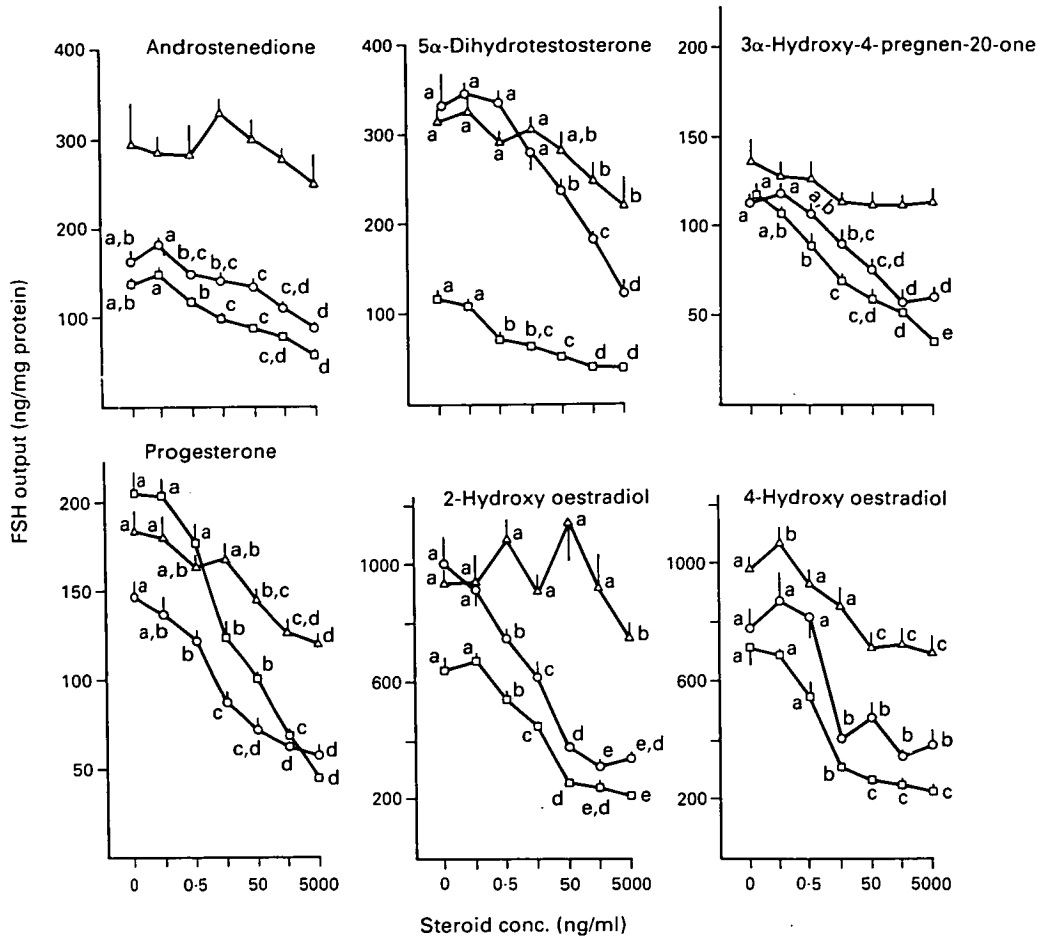 Androstenedione
400
300
200
100
a,b
a
b,c
b,c
c
c,d
d
a,b
a
b
c
c
c,d
d
5α-Dihydrotestosterone
400
300
200
100
a
a
a
a
b
c
d
a
a
a
a
a,b
b
b
a
a
b
b,c
c
d
d
3α-Hydroxy-4-pregnen-20-one
200
150
100
50
a
a
a-b
b,c
c,d
d
d
a
a,b
b
c
c,d
d
e
FSH output (ng/mg protein)
Progesterone
200
150
100
50
a
a
a
b
b
c
d
a
a
a,b
a,b
b,c
c,d
d
a
a,b
b
c
c,d
d
d
0
0·5
50
5000
2-Hydroxy oestradiol
1000
600
200
a
a
a
a
a
a
b
a
a
b
c
d
e
e,d
a
a
b
c
d
e,d
e
0
0·5
50
5000
4-Hydroxy oestradiol
1000
600
200
a
b
a
a
c
c
c
a
a
a
b
b
b
b
a
a
a
b
c
c
c
0
0·5
50
5000
Steroid conc. (ng/ml)